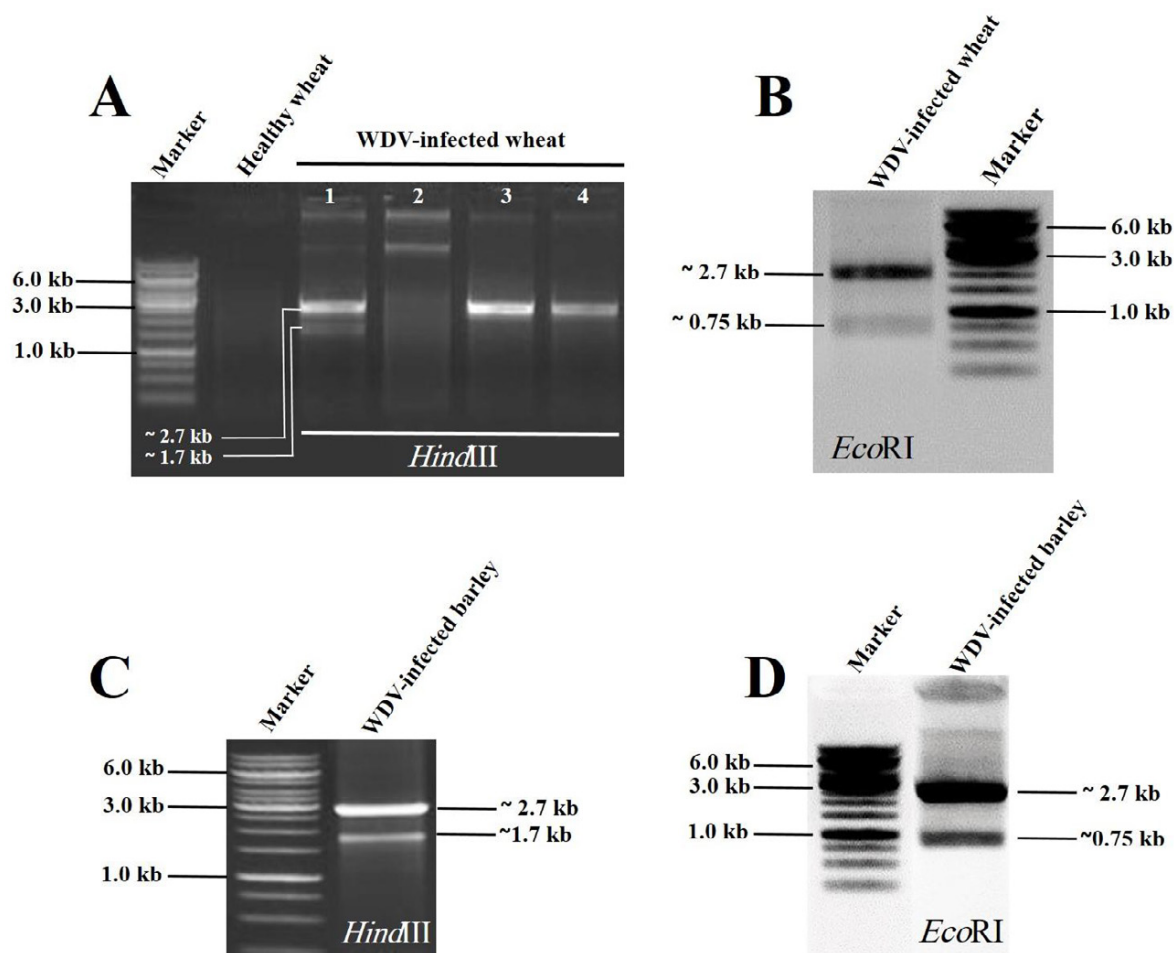 A
Marker
Healthy wheat
WDV-infected wheat
1 2 3 4
6.0 kb
3.0 kb
1.0 kb
~ 2.7 kb
~ 1.7 kb
HindIII
B
WDV-infected wheat
Marker
6.0 kb
3.0 kb
1.0 kb
~ 2.7 kb
~ 0.75 kb
EcoRI
C
Marker
WDV-infected barley
6.0 kb
3.0 kb
1.0 kb
~ 2.7 kb
~1.7 kb
HindIII
D
Marker
WDV-infected barley
6.0 kb
3.0 kb
1.0 kb
~ 2.7 kb
~0.75 kb
EcoRI